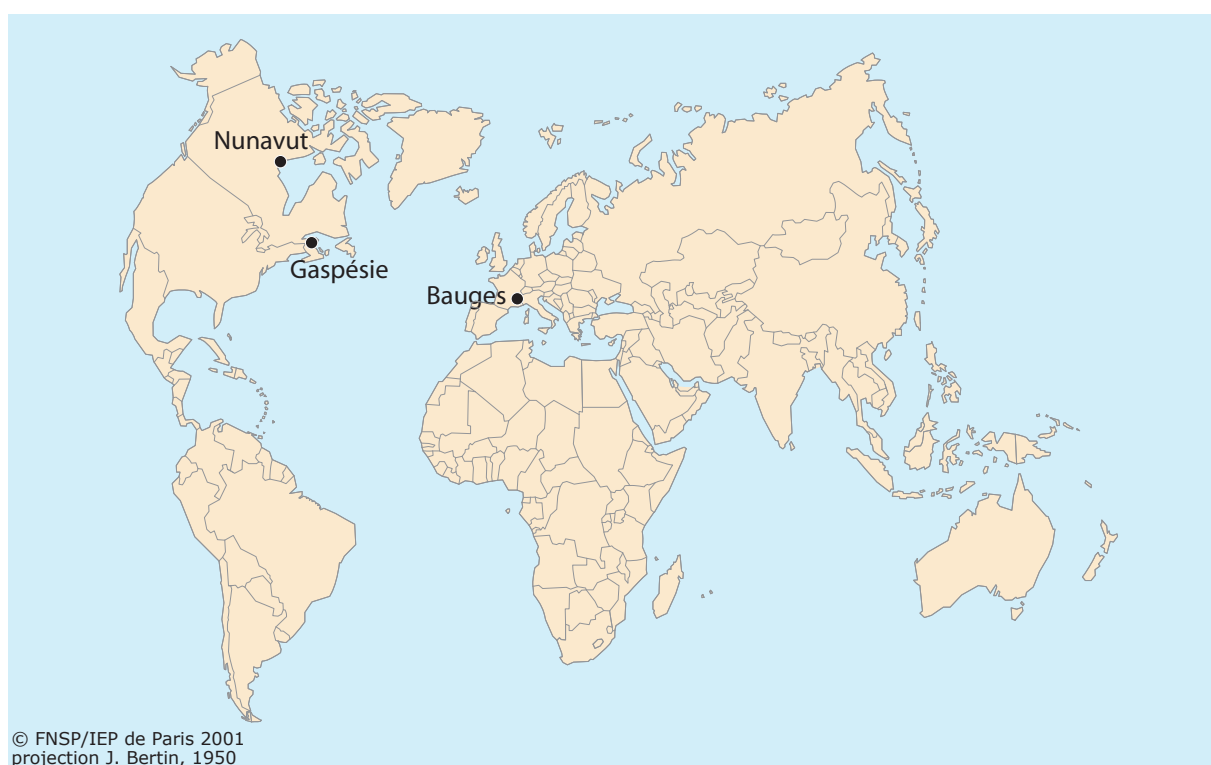 Nunavut
Gaspésie
Bauges
© FNSP/IEP de Paris 2001
projection J. Bertin, 1950